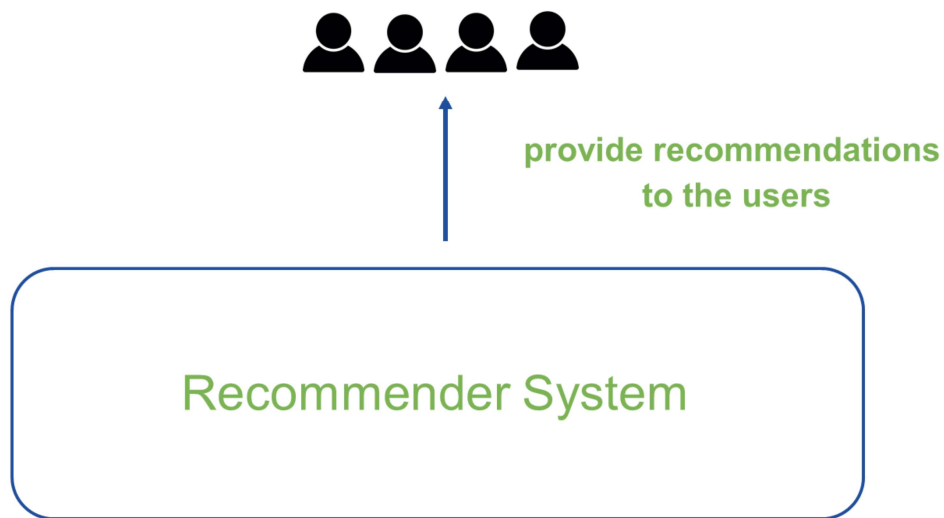 provide recommendations
to the users
Recommender System